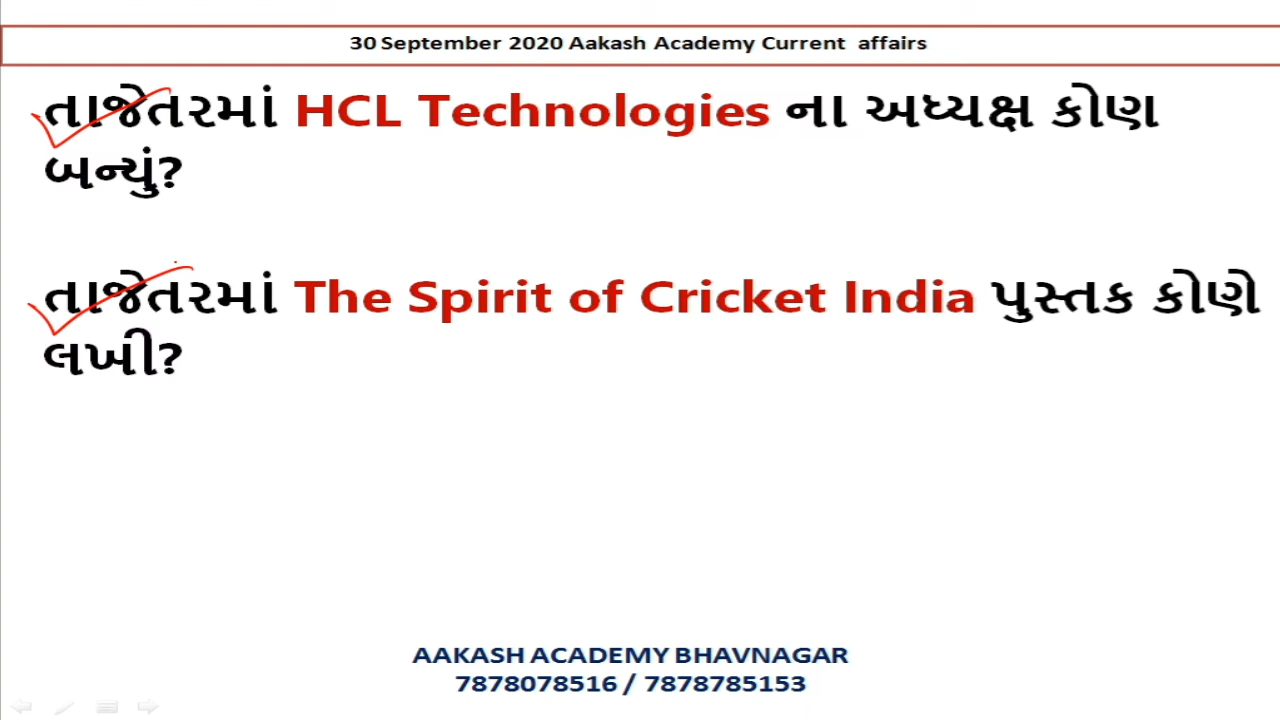 30 September 2020 Aakash Academy Current affairs
તાજેતરમાં HCL Technologies ના અધ્યક્ષ કોણ
બન્યું?
તાજેતરમાં The Spirit of Cricket India પુસ્તક કોણે
લખી?
AAKASH ACADEMY BHAVNAGAR
7878078516 / 7878785153